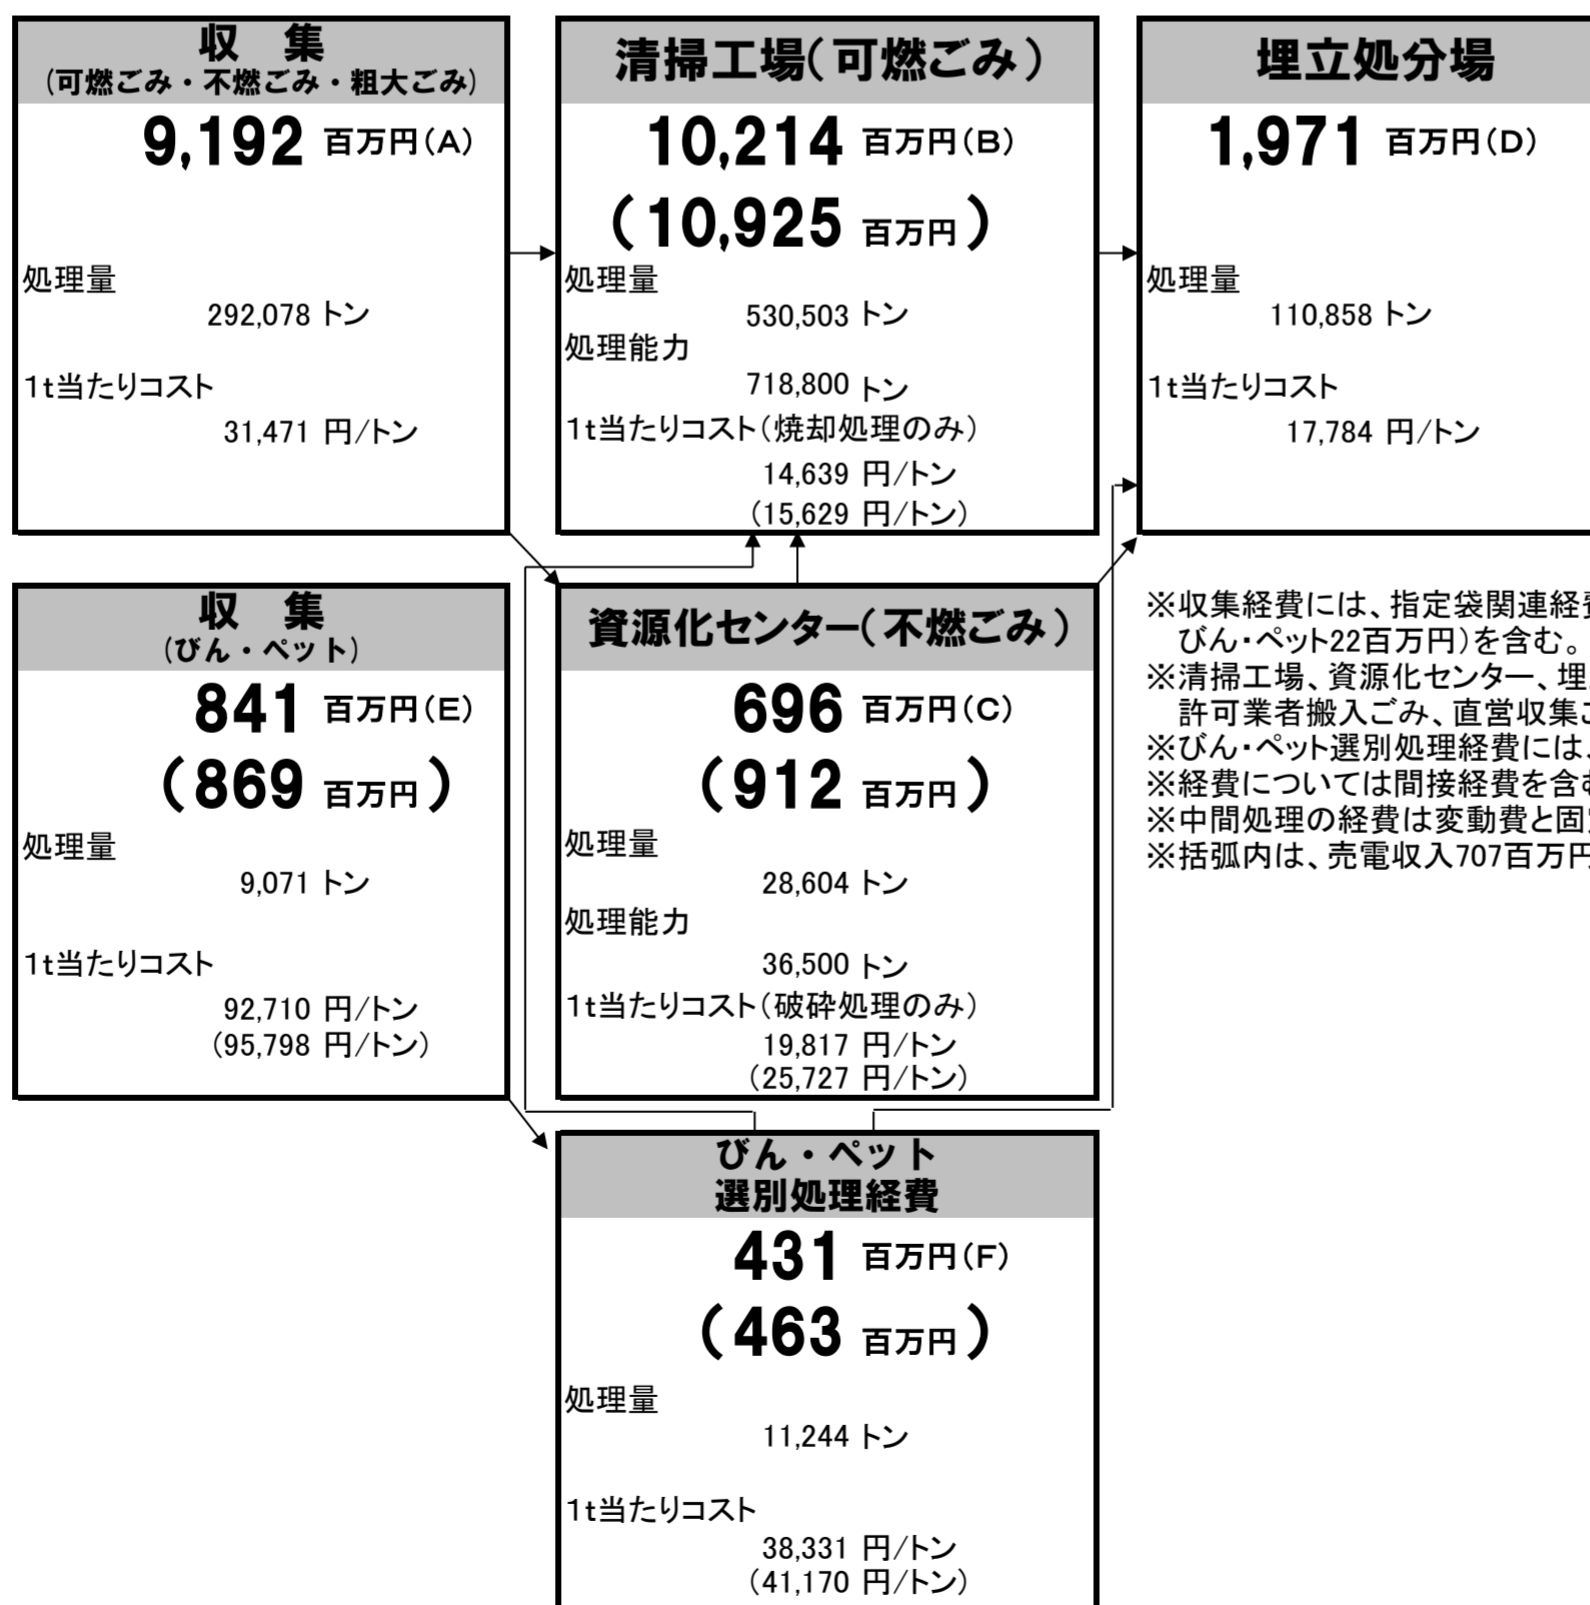 収　集
(可燃ごみ・不燃ごみ・粗大ごみ)
9,192 百万円(A)
処理量
292,078 トン
1t当たりコスト
31,471 円/トン
清掃工場(可燃ごみ)
10,214 百万円(B)
(10,925 百万円)
処理量
530,503 トン
処理能力
718,800 トン
1t当たりコスト(焼却処理のみ)
14,639 円/トン
(15,629 円/トン)
埋立処分場
1,971 百万円(D)
処理量
110,858 トン
1t当たりコスト
17,784 円/トン
収　集
(びん・ペット)
841 百万円(E)
(869 百万円)
処理量
9,071 トン
1t当たりコスト
92,710 円/トン
(95,798 円/トン)
資源化センター(不燃ごみ)
696 百万円(C)
(912 百万円)
処理量
28,604 トン
処理能力
36,500 トン
1t当たりコスト(破砕処理のみ)
19,817 円/トン
(25,727 円/トン)
※収集経費には、指定袋関連経費
びん・ペット22百万円)を含む。
※清掃工場、資源化センター、埋
許可業者搬入ごみ、直営収集
※びん・ペット選別処理経費には、
※経費については間接経費を含
※中間処理の経費は変動費と固
※括弧内は、売電収入707百万円
びん・ペット
選別処理経費
431 百万円(F)
(463 百万円)
処理量
11,244 トン
1t当たりコスト
38,331 円/トン
(41,170 円/トン)